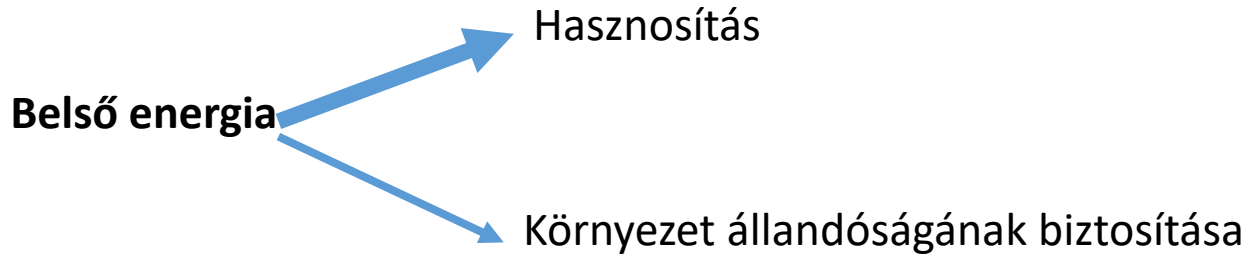 Hasznosítás
Belső energia
Környezet állandóságának biztosítása